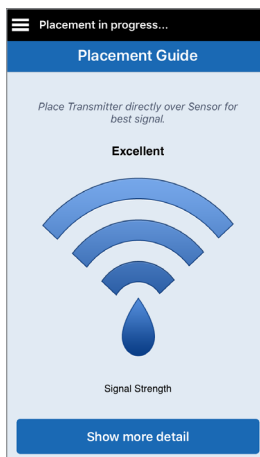 Placement in progress...
Placement Guide
Place Transmitter directly over Sensor for
best signal.
Excellent
Signal Strength
Show more detail